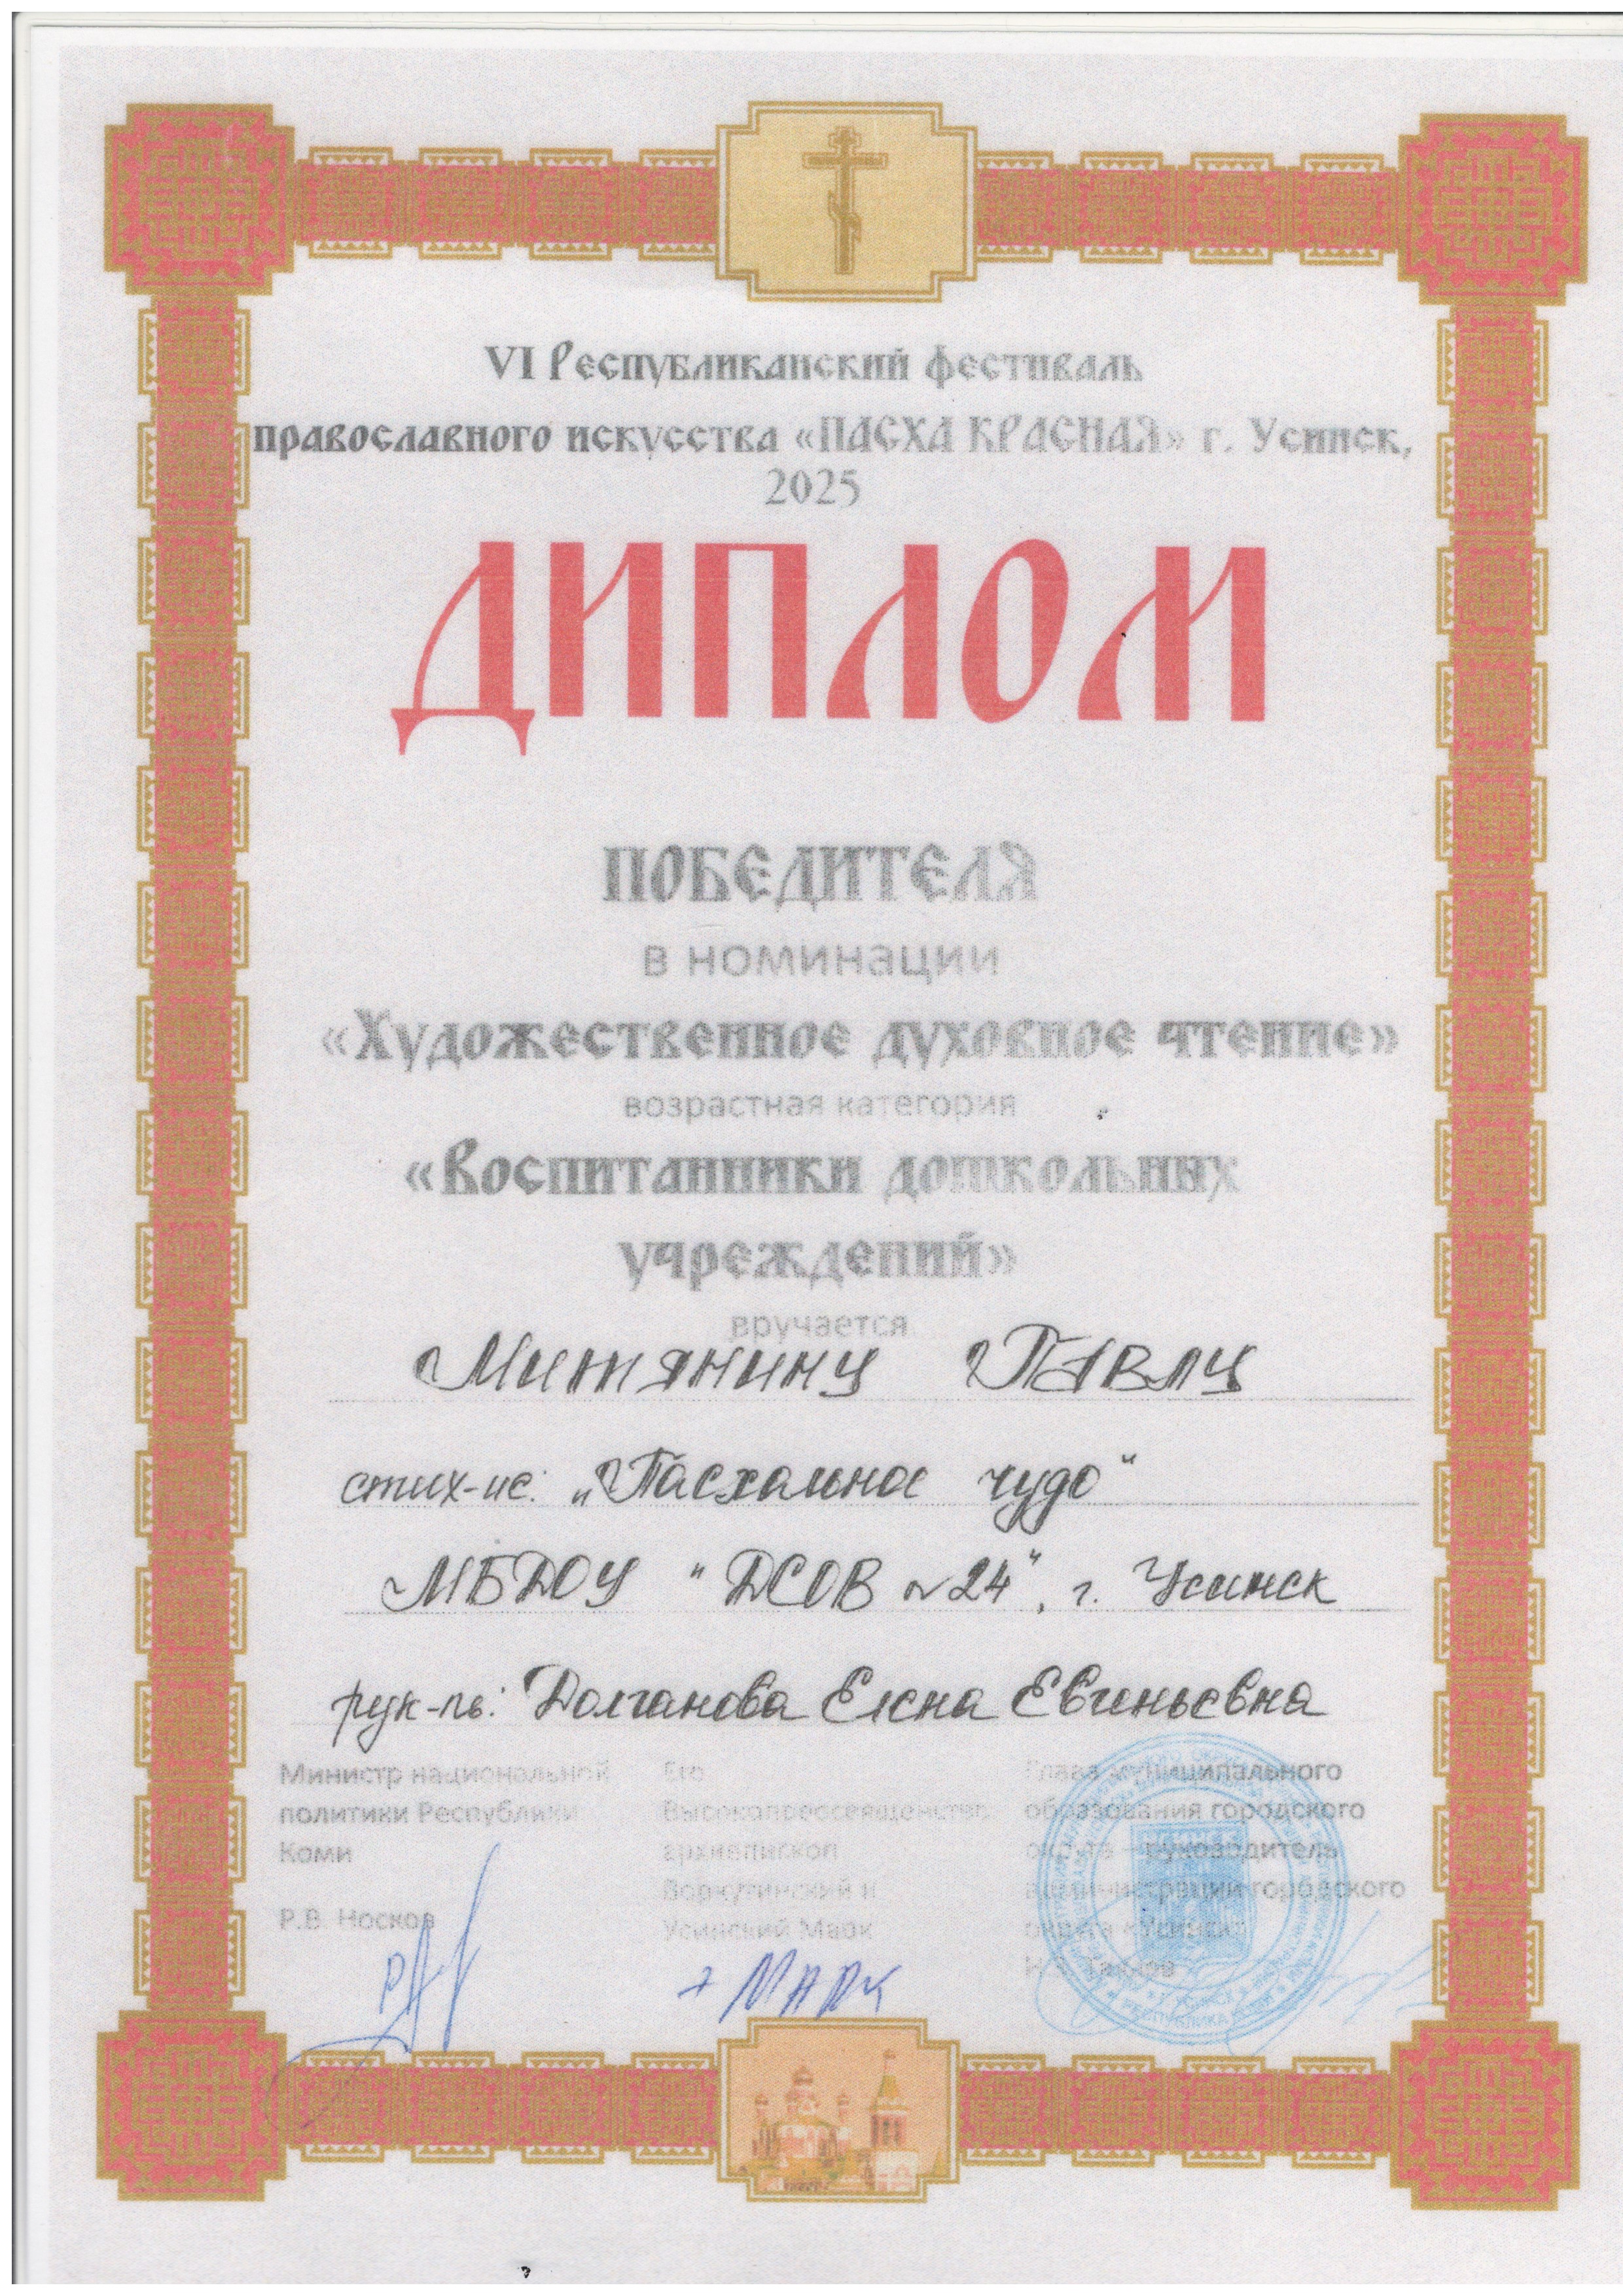 VI Республиканский фестиваль
православного искусства «ПАСХА КРАСНАЯ» г. Усинск,
2025
ДИПЛОМ
ПОБЕДИТЕЛЯ
в номинации
«Художественное духовное чтение»
возрастная категория
«Воспитанники дошкольных
учреждений»
вручается
Митянину Павлу
стих-ие: „Пасхальное чудо"
МБДОУ "ДСОВ №24", г. Усинск
рук-ль: Долганова Елена Евгеньевна
Министр национальной
политики Республики
Коми
Р.В. Носков
Его
Высокопреосвященство
архиепископ
Воркутинский и
Усинский Марк
+ МАРК
Глава муниципального
образования городского
округа – руководитель
администрации городского
округа «Усинск»